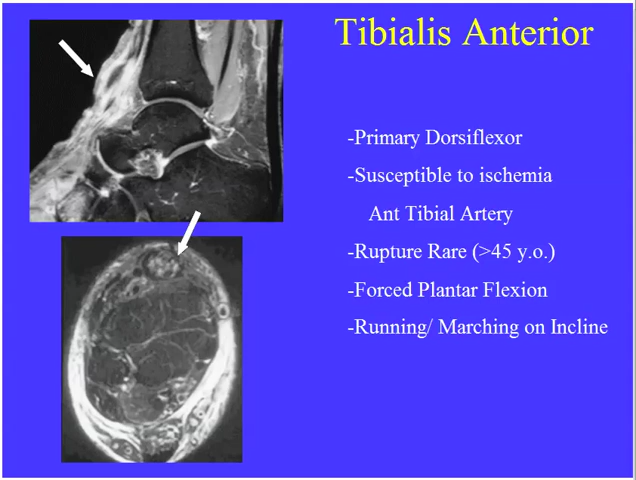 Tibialis Anterior
-Primary Dorsiflexor
-Susceptible to ischemia
Ant Tibial Artery
-Rupture Rare (>45 y.o.)
-Forced Plantar Flexion
-Running/ Marching on Incline